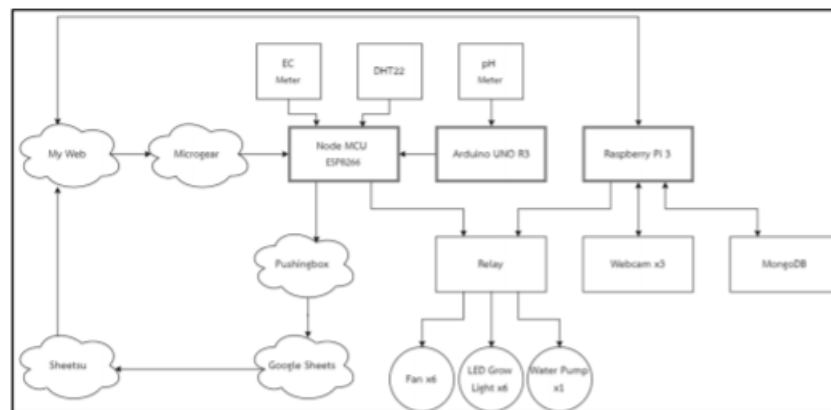 EC
Meter
DHT22
pH
Meter
My Web
Microgear
Node MCU
ESP8266
Arduino UNO R3
Raspberry Pi 3
Pushingbox
Relay
Webcam x3
MongoDB
Sheetsu
Google Sheets
Fan x6
LED Grow
Light x6
Water Pump
x1